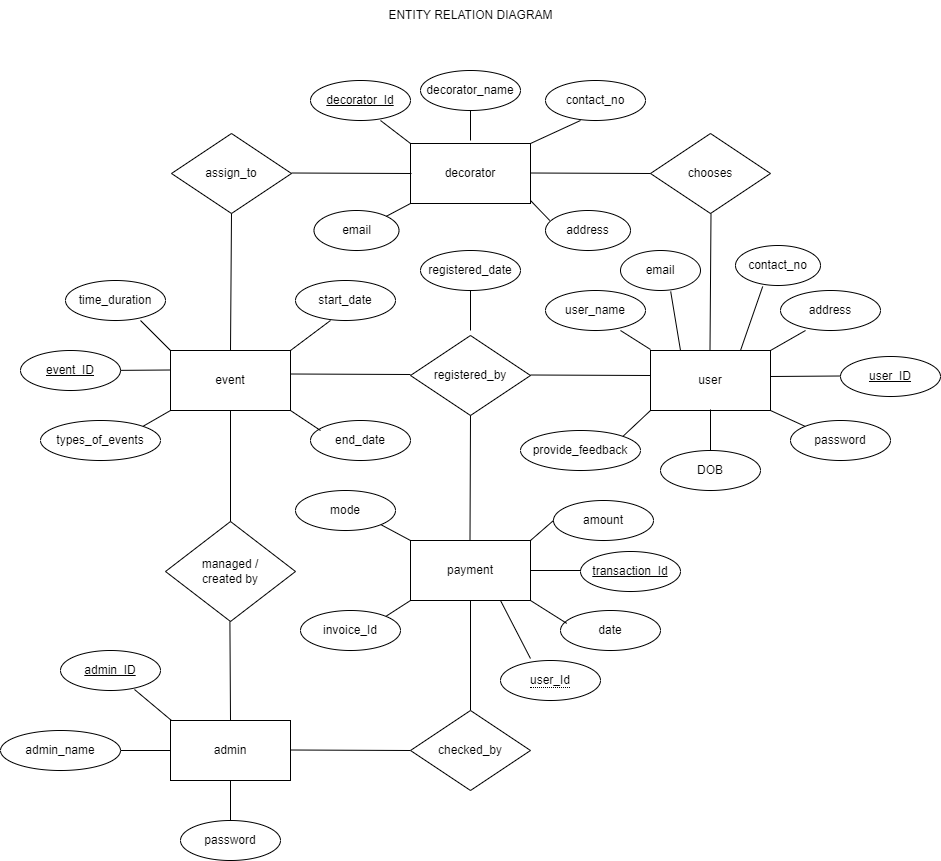 ENTITY RELATION DIAGRAM
decorator_Id
decorator_name
contact_no
assign_to
decorator
chooses
email
address
registered_date
email
contact_no
time_duration
start_date
user_name
address
event_ID
event
registered_by
user
user_ID
types_of_events
end_date
provide_feedback
DOB
password
mode
amount
managed /
created by
payment
transaction_Id
invoice_Id
date
user_Id
admin_ID
admin_name
admin
checked_by
password